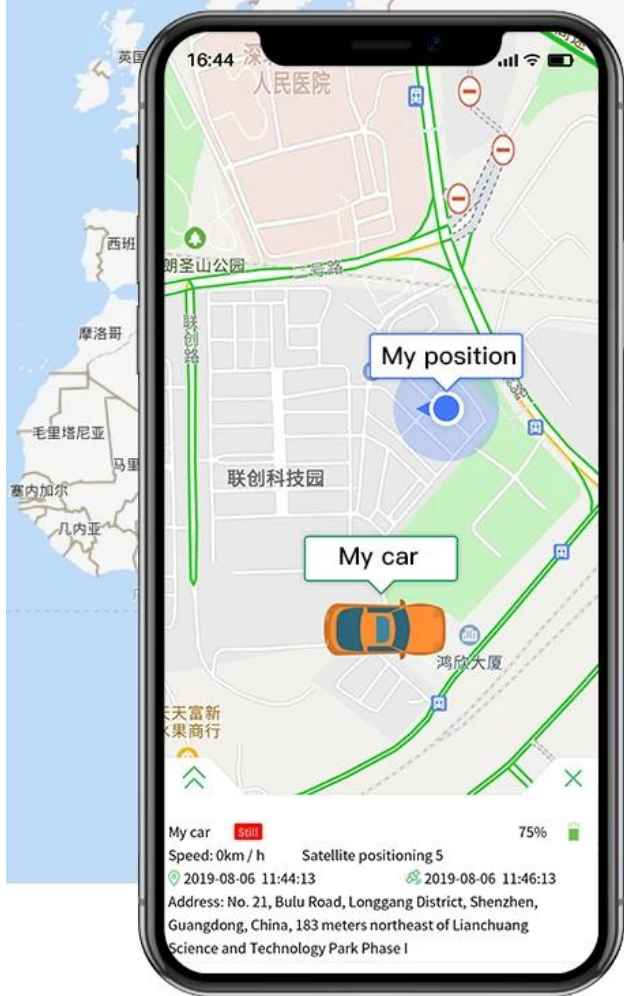 英国
西班
摩洛哥
毛里塔尼亚
马里
塞内加尔
几内亚
16:44
人民医院
朗圣山公园
二号路
联创路
My position
联创科技园
My car
鸿欣大厦
天富新
果商行
My car Still 75%
Speed: 0km / h Satellite positioning 5
2019-08-06 11:44:13 2019-08-06 11:46:13
Address: No. 21, Bulu Road, Longgang District, Shenzhen,
Guangdong, China, 183 meters northeast of Lianchuang
Science and Technology Park Phase I